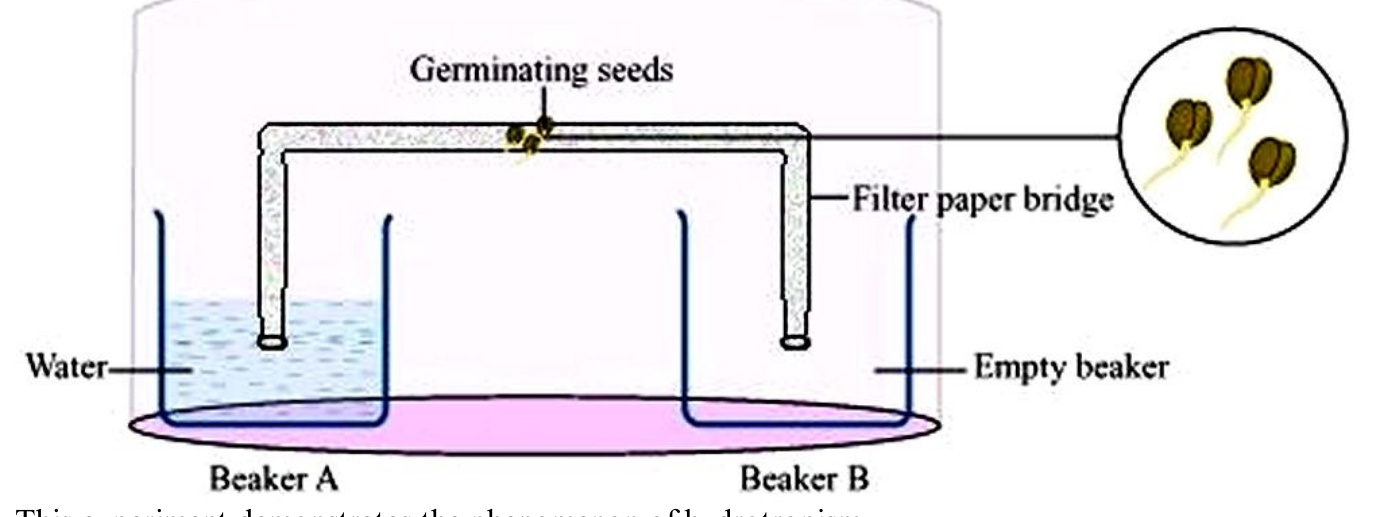 Germinating seeds
Filter paper bridge
Water
Empty beaker
Beaker A
Beaker B
This experiment demonstrates the phenomenon of hydrotropism